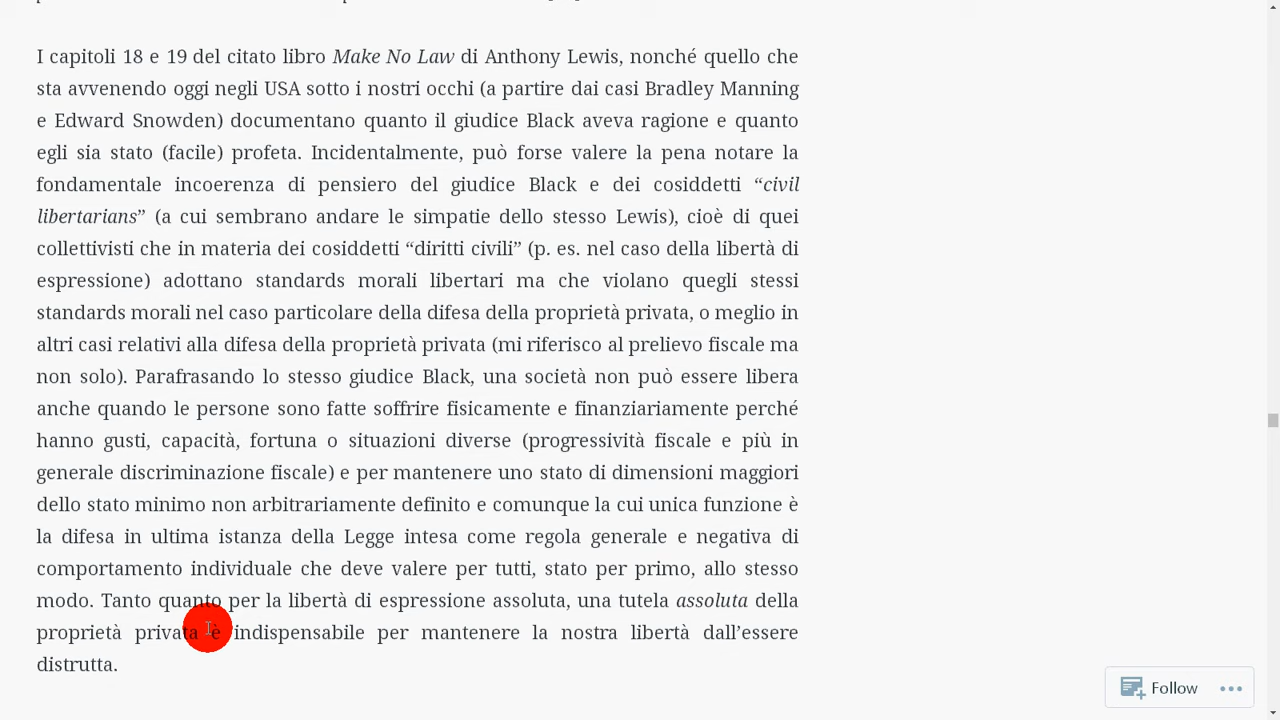 I capitoli 18 e 19 del citato libro Make No Law di Anthony Lewis, nonché quello che
sta avvenendo oggi negli USA sotto i nostri occhi (a partire dai casi Bradley Manning
e Edward Snowden) documentano quanto il giudice Black aveva ragione e quanto
egli sia stato (facile) profeta. Incidentalmente, può forse valere la pena notare la
fondamentale incoerenza di pensiero del giudice Black e dei cosiddetti “civil
libertarians” (a cui sembrano andare le simpatie dello stesso Lewis), cioè di quei
collettivisti che in materia dei cosiddetti “diritti civili” (p. es. nel caso della libertà di
espressione) adottano standards morali libertari ma che violano quegli stessi
standards morali nel caso particolare della difesa della proprietà privata, o meglio in
altri casi relativi alla difesa della proprietà privata (mi riferisco al prelievo fiscale ma
non solo). Parafrasando lo stesso giudice Black, una società non può essere libera
anche quando le persone sono fatte soffrire fisicamente e finanziariamente perché
hanno gusti, capacità, fortuna o situazioni diverse (progressività fiscale e più in
generale discriminazione fiscale) e per mantenere uno stato di dimensioni maggiori
dello stato minimo non arbitrariamente definito e comunque la cui unica funzione è
la difesa in ultima istanza della Legge intesa come regola generale e negativa di
comportamento individuale che deve valere per tutti, stato per primo, allo stesso
modo. Tanto quanto per la libertà di espressione assoluta, una tutela assoluta della
proprietà privata è indispensabile per mantenere la nostra libertà dall’essere
distrutta.
Follow